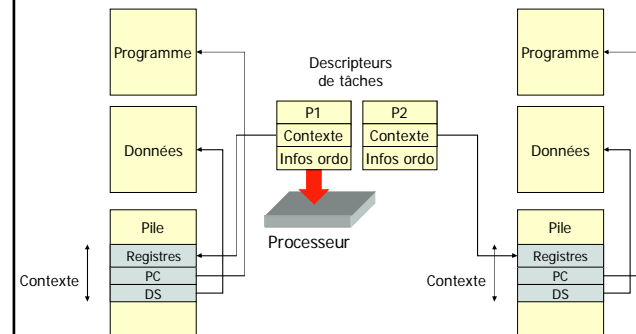 Programme
Programme
Descripteurs
de tâches
P1
P2
Contexte
Contexte
Infos ordo
Infos ordo
Données
Données
Processeur
Pile
Pile
Registres
Registres
Contexte
PC
Contexte
PC
DS
DS